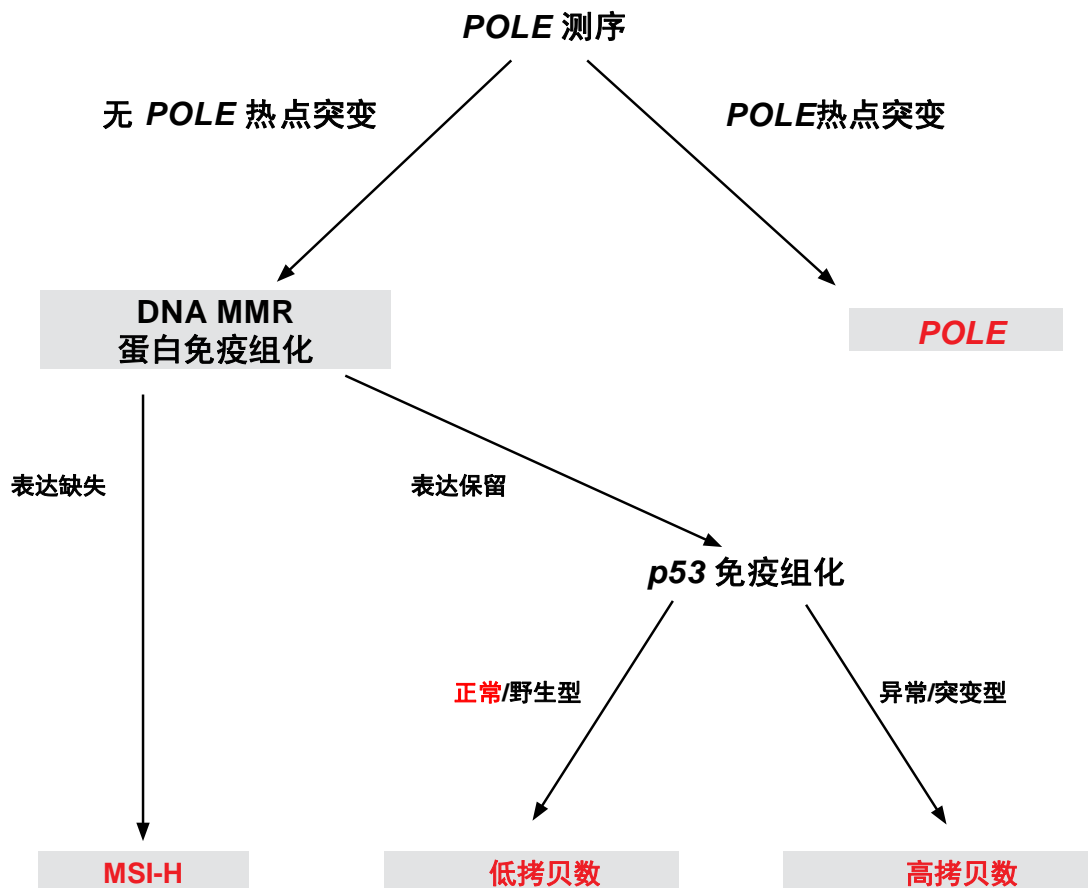 POLE 测序
无 POLE 热点突变
POLE热点突变
DNA MMR
蛋白免疫组化
POLE
表达缺失
表达保留
p53 免疫组化
正常/野生型
异常/突变型
MSI-H
低拷贝数
高拷贝数